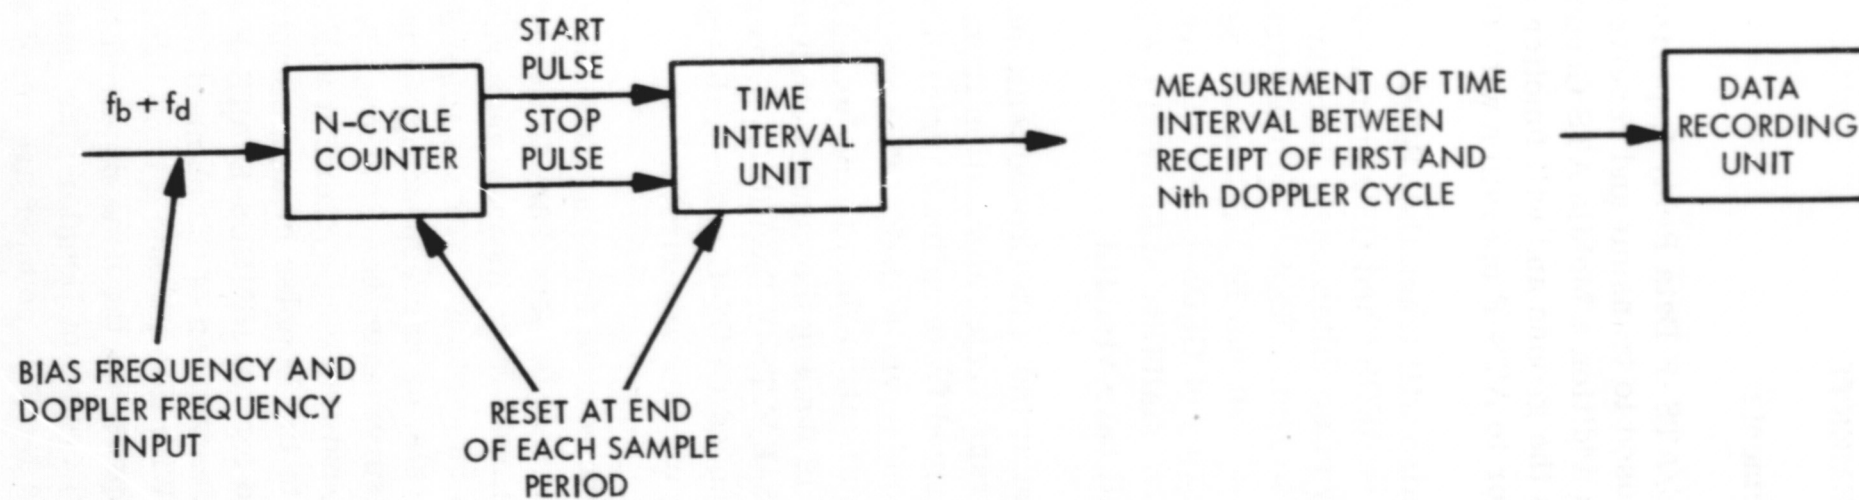 START
PULSE
f_b + f_d
N-CYCLE
COUNTER
STOP
PULSE
TIME
INTERVAL
UNIT
MEASUREMENT OF TIME
INTERVAL BETWEEN
RECEIPT OF FIRST AND
Nth DOPPLER CYCLE
DATA
RECORDING
UNIT
BIAS FREQUENCY AND
DOPPLER FREQUENCY
INPUT
RESET AT END
OF EACH SAMPLE
PERIOD